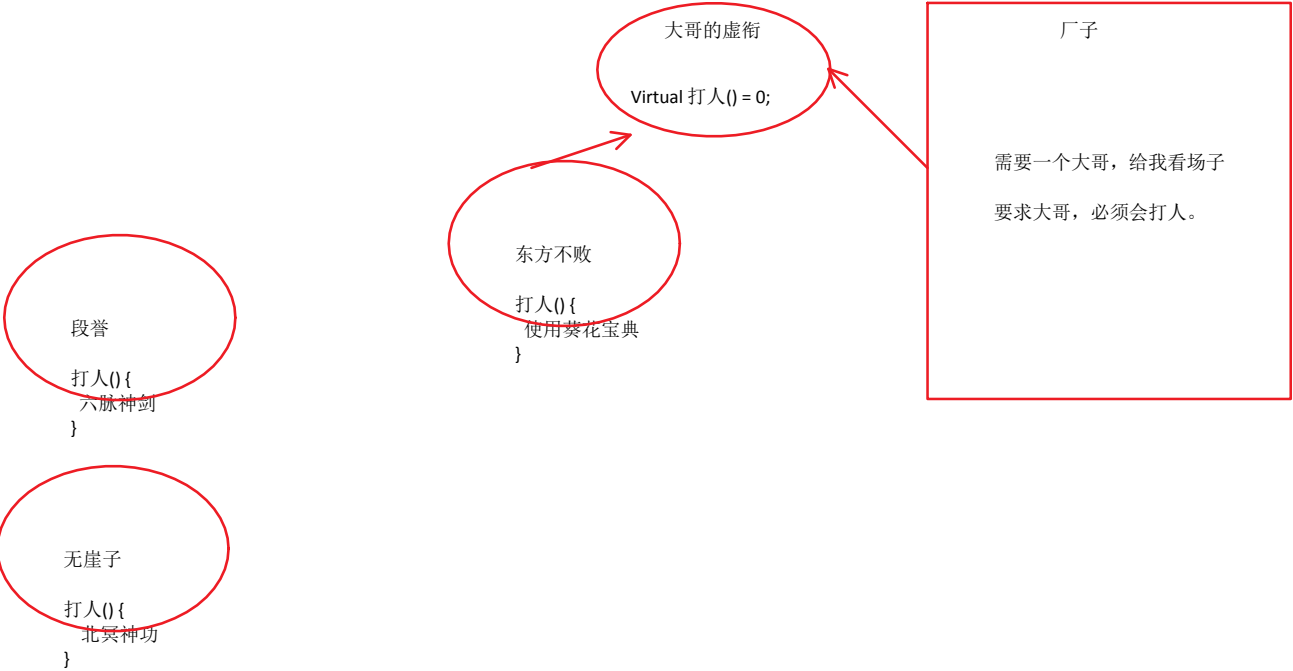 大哥的虚衔
Virtual 打人() = 0;
厂子
需要一个大哥，给我看场子
要求大哥，必须会打人。
东方不败
打人() {
使用葵花宝典
}
段誉
打人() {
六脉神剑
}
无崖子
打人() {
北冥神功
}